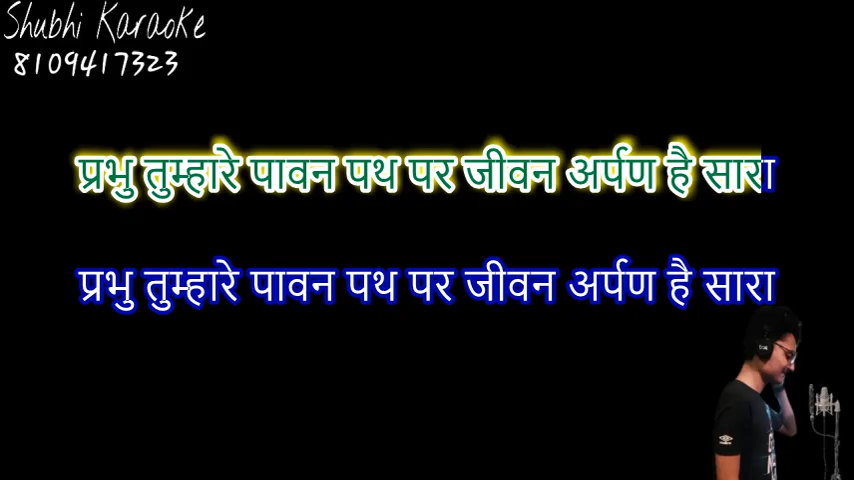 Shubhi Karaoke
8109417323
प्रभु तुम्हारे पावन पथ पर जीवन अर्पण है सारा
प्रभु तुम्हारे पावन पथ पर जीवन अर्पण है सारा